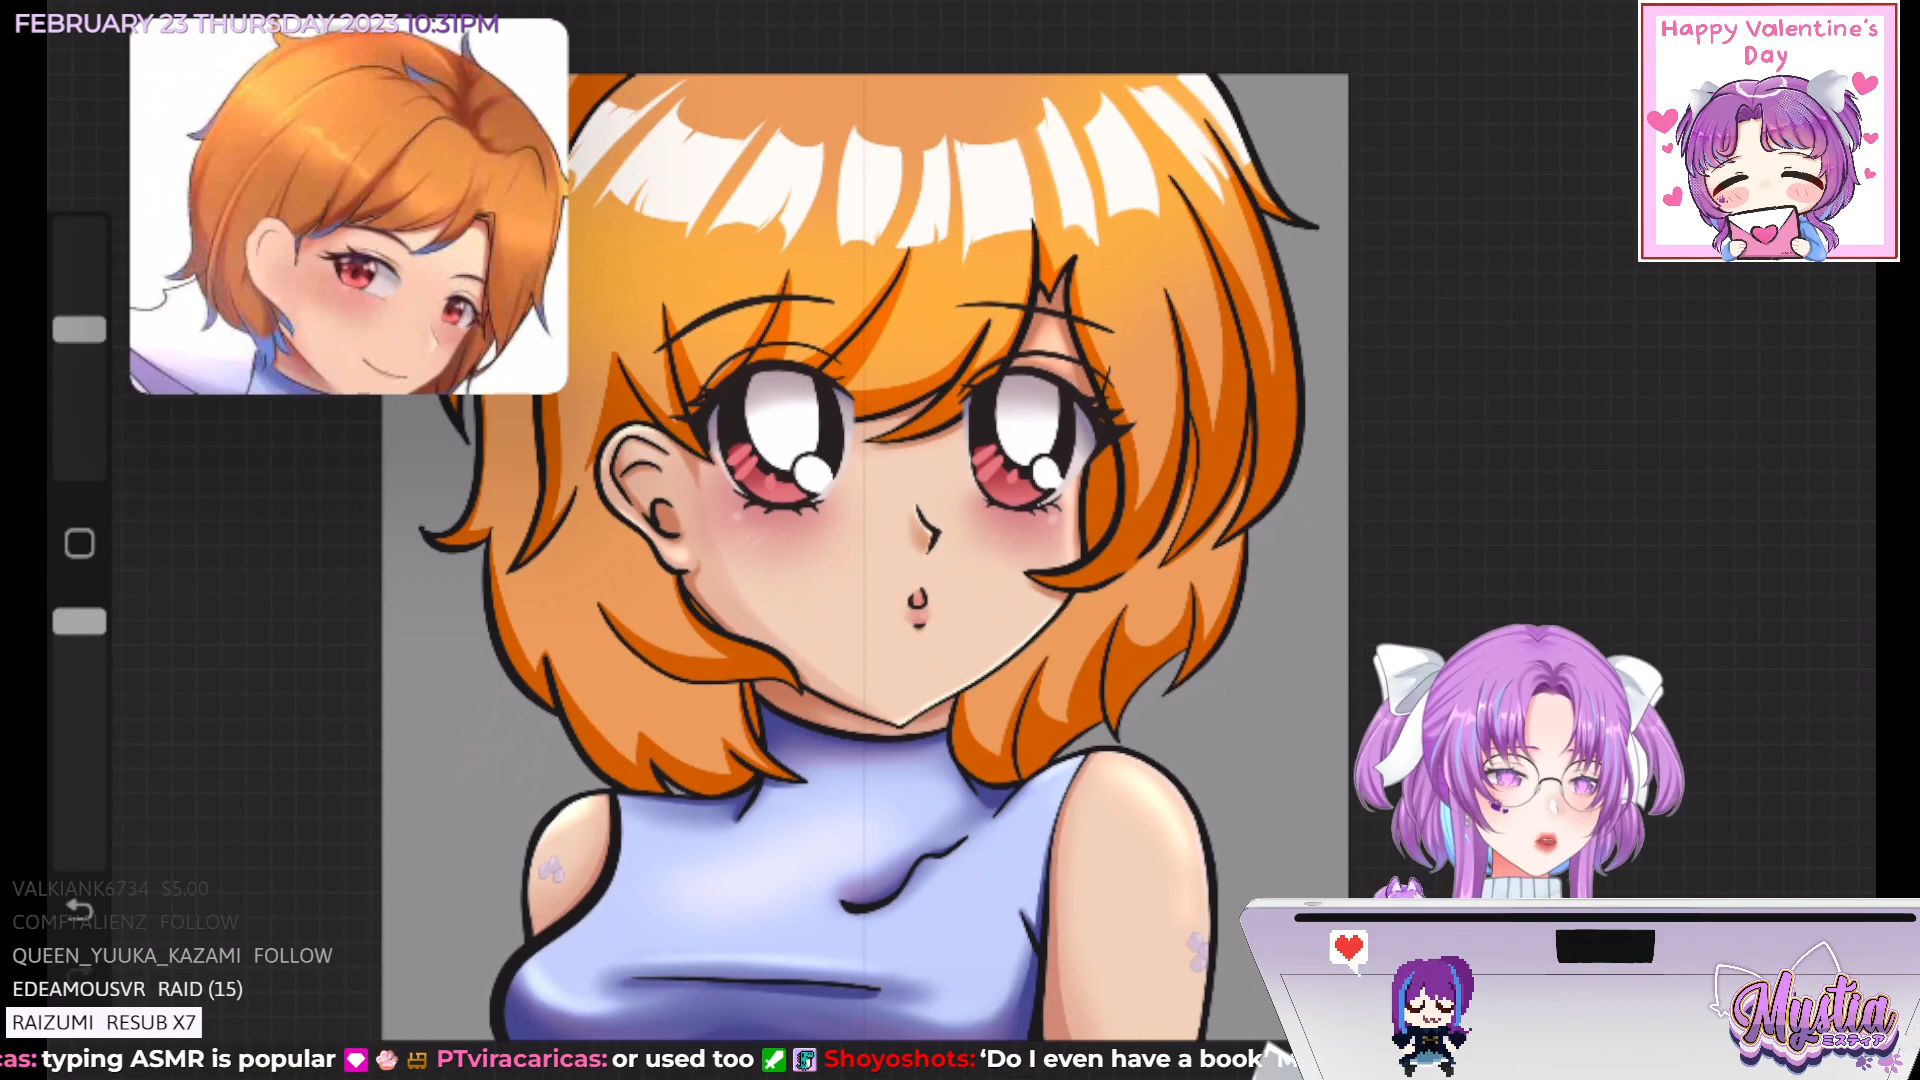 FEBRUARY 23 THURSDAY 2023 10:31PM
Happy Valentine's
Day
VALKIANK6734 $5.00
COMFYALIENZ FOLLOW
QUEEN_YUUKA_KAZAMI FOLLOW
EDEAMOUSVR RAID (15)
RAIZUMI RESUB X7
Mystia
ミスティア
cas: typing ASMR is popular PTviracaricas: or used too Shoyoshots: ‘Do I even have a book’